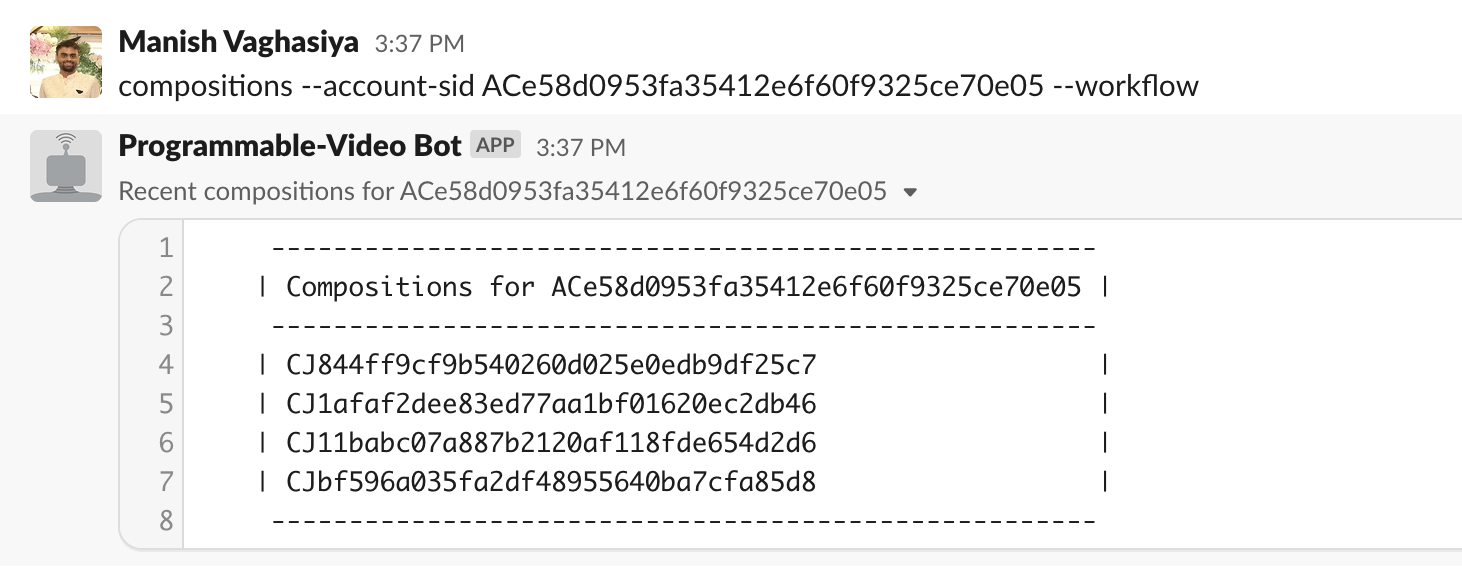 Manish Vaghasiya 3:37 PM
compositions --account-sid ACe58d0953fa35412e6f60f9325ce70e05 --workflow
Programmable-Video Bot APP 3:37 PM
Recent compositions for ACe58d0953fa35412e6f60f9325ce70e05
1 -----------------------------------------------------
2 | Compositions for ACe58d0953fa35412e6f60f9325ce70e05 |
3 -----------------------------------------------------
4 | CJ844ff9cf9b540260d025e0edb9df25c7 |
5 | CJ1afaf2dee83ed77aa1bf01620ec2db46 |
6 | CJ11babc07a887b2120af118fde654d2d6 |
7 | CJbf596a035fa2df48955640ba7cfa85d8 |
8 -----------------------------------------------------